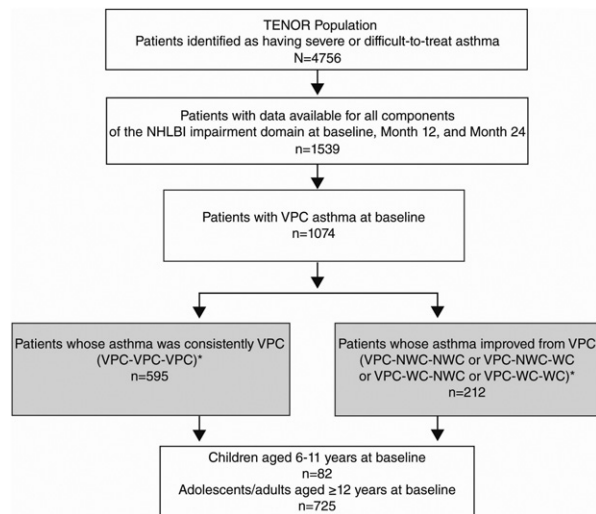 TENOR Population
Patients identified as having severe or difficult-to-treat asthma
N=4756
Patients with data available for all components
of the NHLBI impairment domain at baseline, Month 12, and Month 24
n=1539
Patients with VPC asthma at baseline
n=1074
Patients whose asthma was consistently VPC
(VPC-VPC-VPC)*
n=595
Patients whose asthma improved from VPC
(VPC-NWC-NWC or VPC-NWC-WC
or VPC-WC-NWC or VPC-WC-WC)*
n=212
Children aged 6-11 years at baseline
n=82
Adolescents/adults aged ≥12 years at baseline
n=725